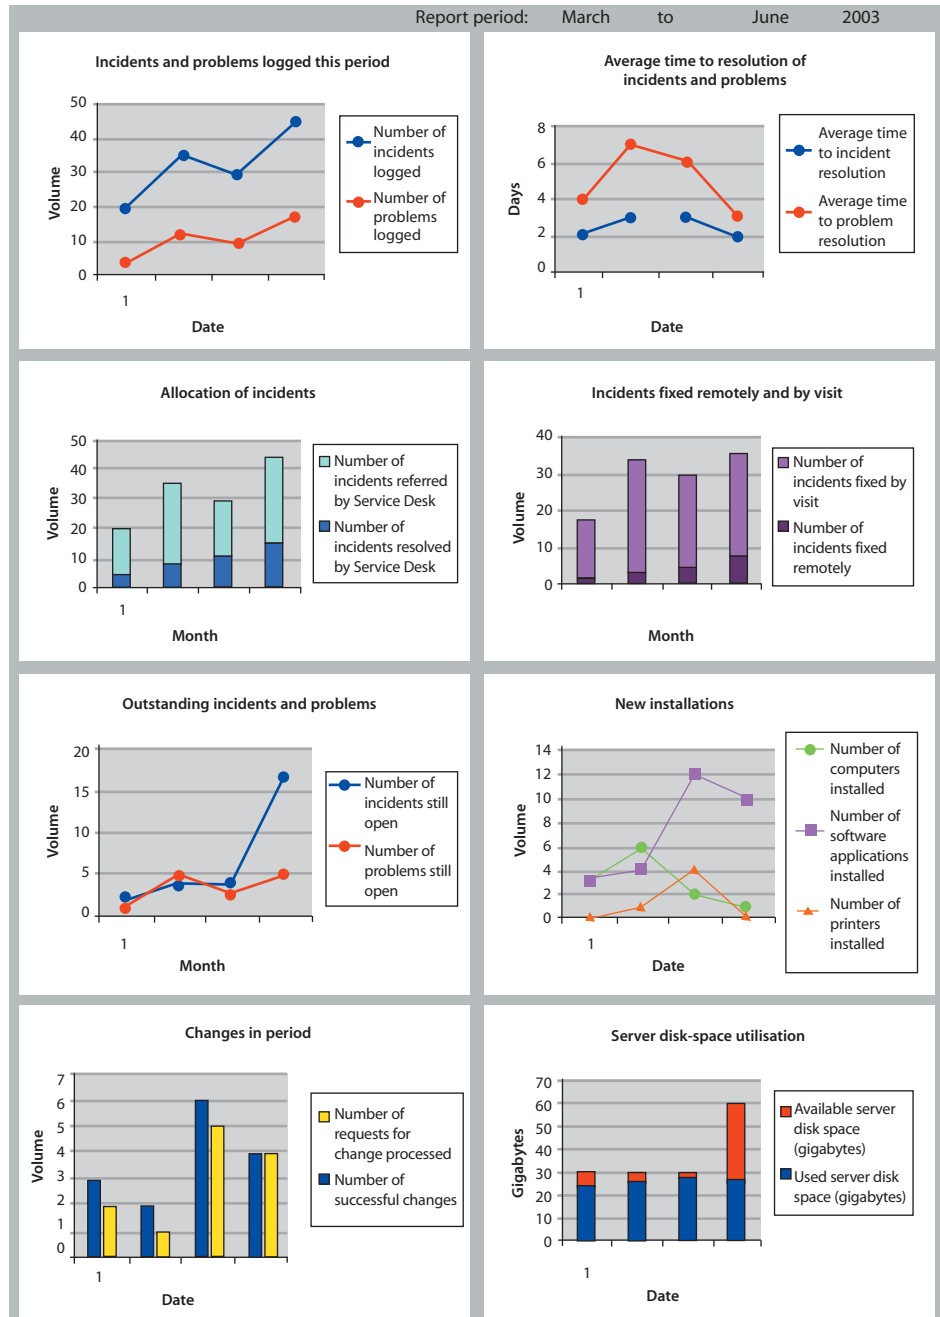 Report period: March to June 2003
Incidents and problems logged this period
50
40
30
20
10
0
Volume
1
Date
Number of
incidents
logged
Number of
problems
logged
Average time to resolution of
incidents and problems
8
6
4
2
0
Days
1
Date
Average time
to incident
resolution
Average time
to problem
resolution
Allocation of incidents
50
40
30
20
10
0
Volume
1
Month
Number of
incidents referred
by Service Desk
Number of
incidents resolved
by Service Desk
Incidents fixed remotely and by visit
40
30
20
10
0
Volume
Month
Number of
incidents fixed by
visit
Number of
incidents fixed
remotely
Outstanding incidents and problems
20
15
10
5
0
Volume
1
Month
Number of
incidents still
open
Number of
problems still
open
New installations
14
12
10
8
6
4
2
0
Volume
1
Date
Number of
computers
installed
Number of
software
applications
installed
Number of
printers
installed
Changes in period
7
6
5
4
3
2
1
0
Volume
1
Date
Number of
requests for
change processed
Number of
successful changes
Server disk-space utilisation
70
60
50
40
30
20
10
0
Gigabytes
1
Date
Available server
disk space
(gigabytes)
Used server disk
space (gigabytes)